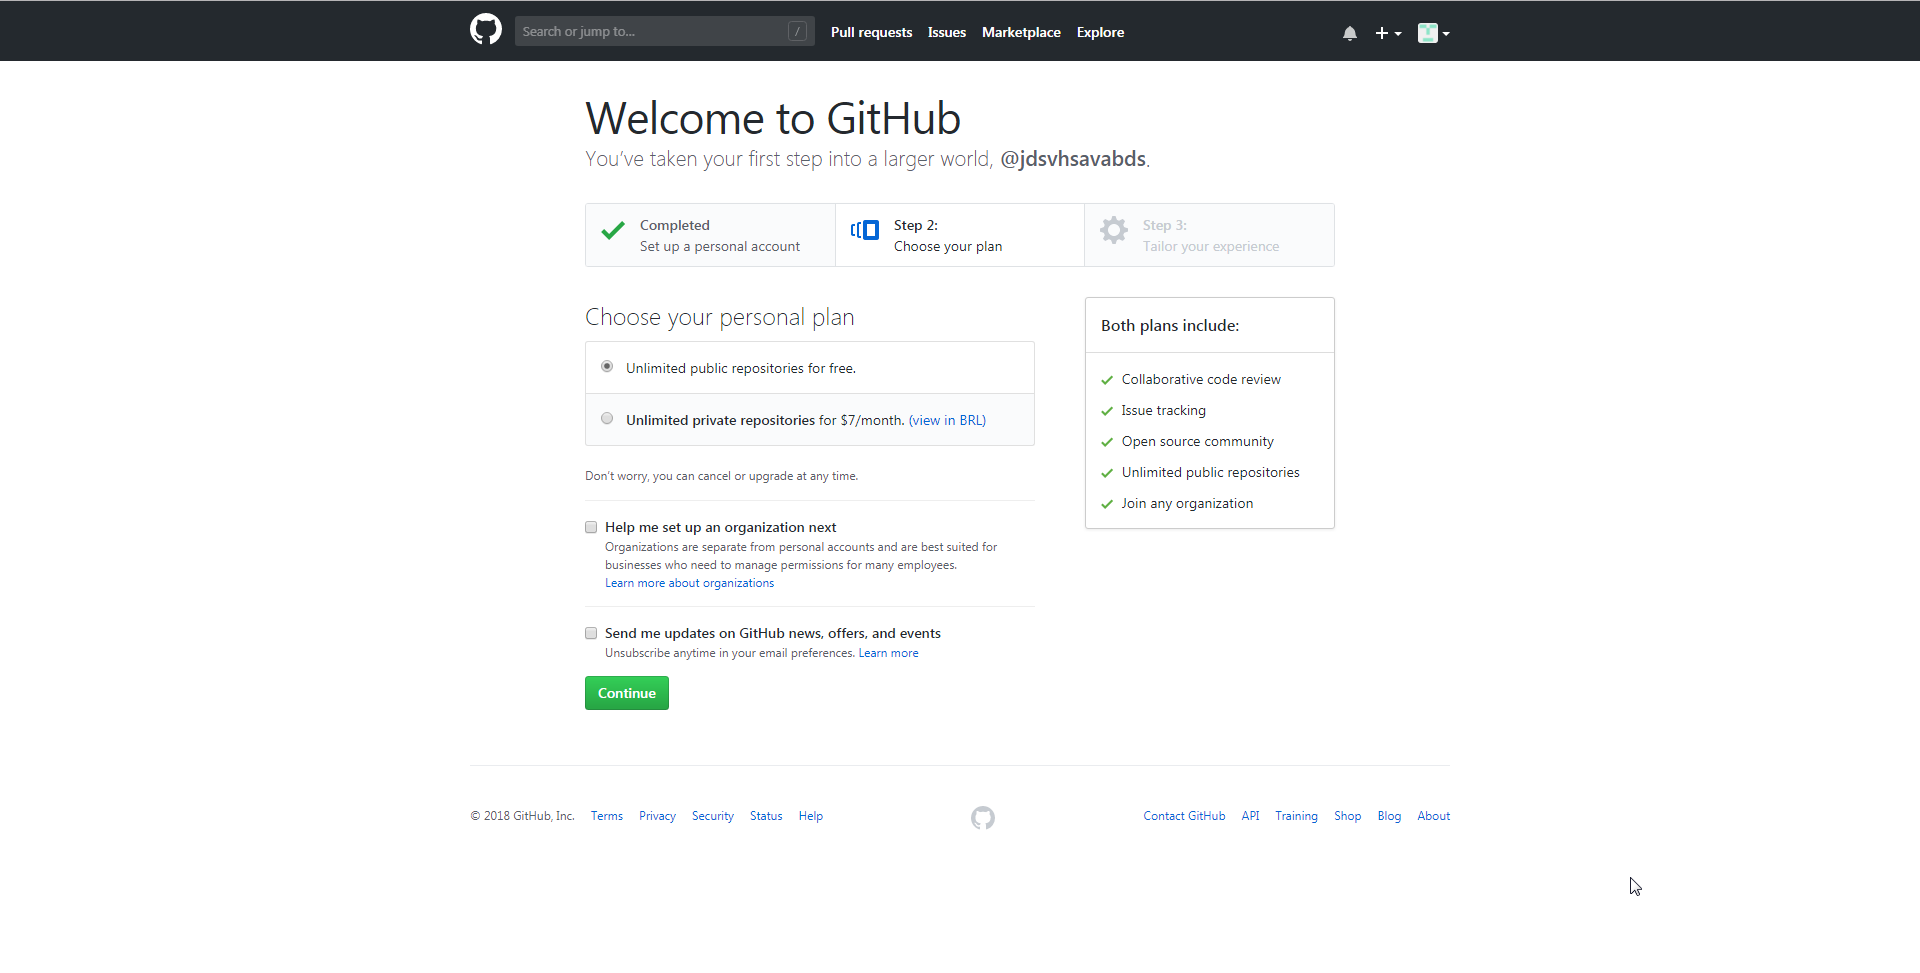 Search or jump to... /
Pull requests Issues Marketplace Explore
Welcome to GitHub
You’ve taken your first step into a larger world, @jdsvhsavabds.
Completed
Set up a personal account
Step 2:
Choose your plan
Step 3:
Tailor your experience
Choose your personal plan
Unlimited public repositories for free.
Unlimited private repositories for $7/month. (view in BRL)
Don’t worry, you can cancel or upgrade at any time.
Help me set up an organization next
Organizations are separate from personal accounts and are best suited for
businesses who need to manage permissions for many employees.
Learn more about organizations
Send me updates on GitHub news, offers, and events
Unsubscribe anytime in your email preferences. Learn more
Continue
Both plans include:
Collaborative code review
Issue tracking
Open source community
Unlimited public repositories
Join any organization
© 2018 GitHub, Inc. Terms Privacy Security Status Help
Contact GitHub API Training Shop Blog About